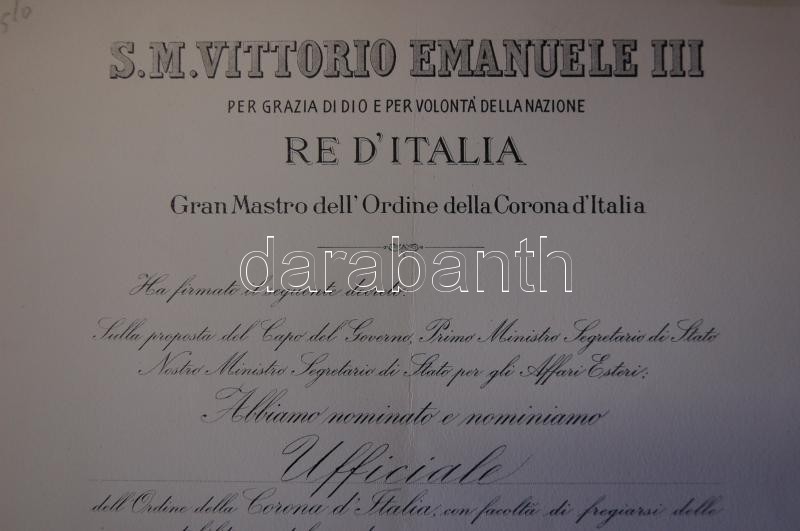 510
S.M. VITTORIO EMANUELE III
PER GRAZIA DI DIO E PER VOLONTÀ DELLA NAZIONE
RE D'ITALIA
Gran Mastro dell'Ordine della Corona d'Italia
darabanth
Ha firmato il seguente decreto:
Sulla proposta del Capo del Governo, Primo Ministro Segretario di Stato
Nostro Ministro Segretario di Stato per gli Affari Esteri:
Abbiamo nominato e nominiamo
Ufficiale
dell'Ordine della Corona d'Italia, con facoltà di fregiarsi delle